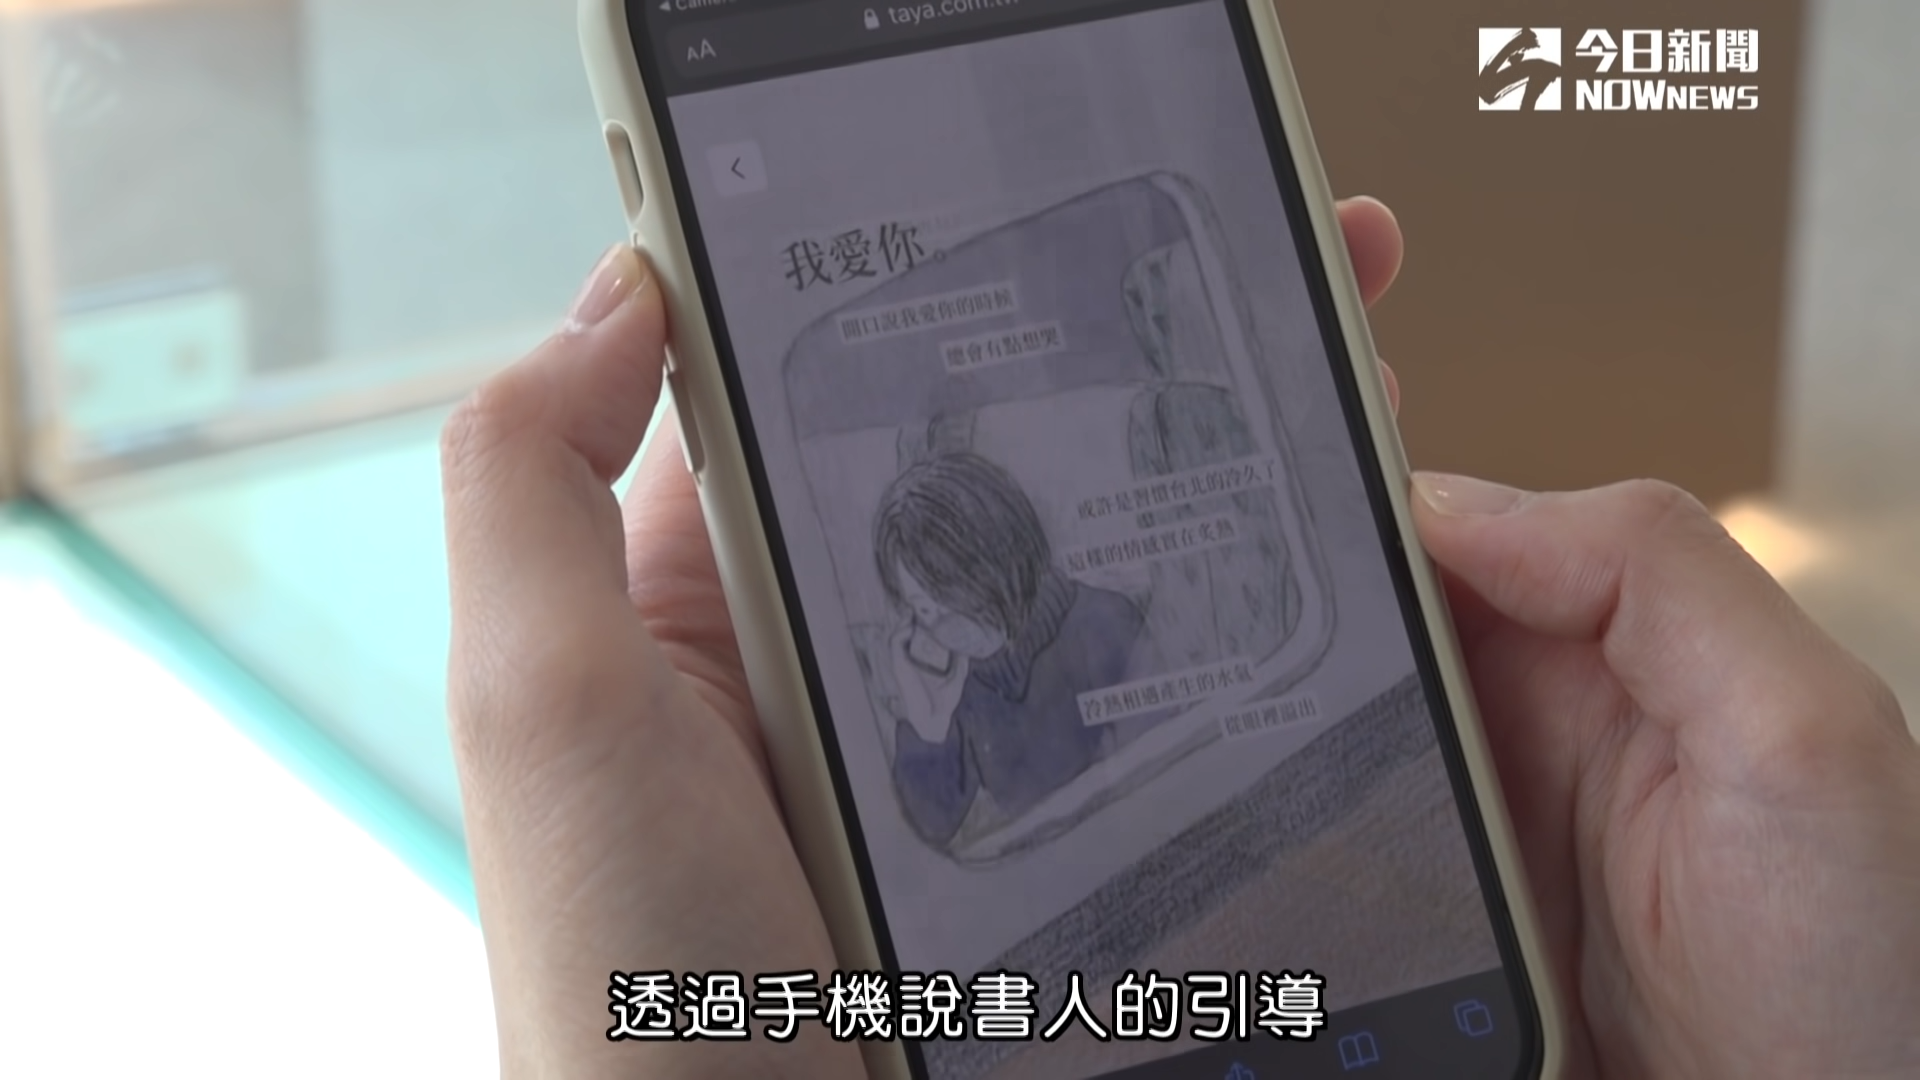 今日新聞
NOWNEWS
taya.com.tw
AA
我愛你。
開口說我愛你的時候
總會有點想哭
或許是習慣台北的冷久了
這樣的情感實在炙熱
冷熱相遇產生的水氣
從眼裡溢出
透過手機說書人的引導